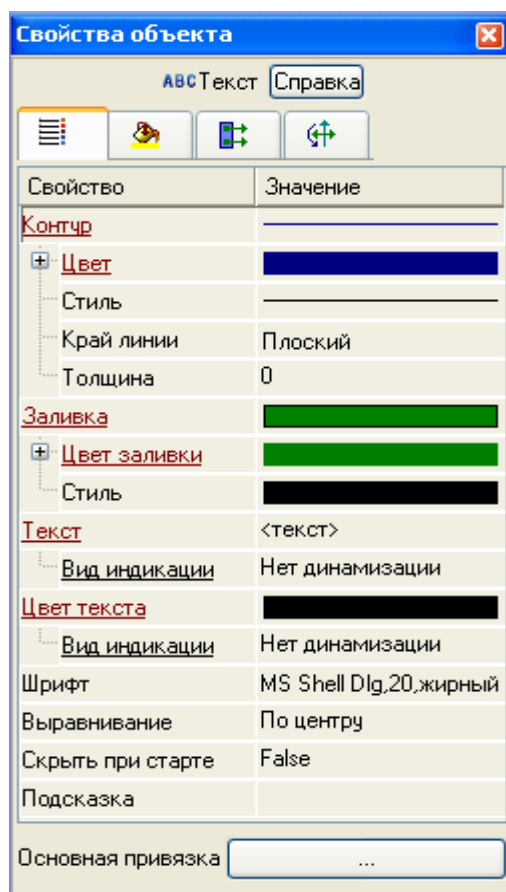 Свойства объекта
ABC Текст Справка
Свойство Значение
Контур
Цвет
Стиль
Край линии Плоский
Толщина 0
Заливка
Цвет заливки
Стиль
Текст <текст>
Вид индикации Нет динамизации
Цвет текста
Вид индикации Нет динамизации
Шрифт MS Shell Dlg,20,жирный
Выравнивание По центру
Скрыть при старте False
Подсказка
Основная привязка ...